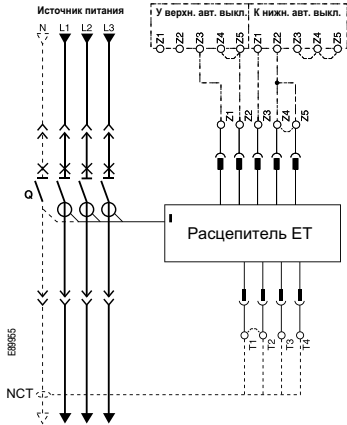 Источник питания
У верхн. авт. выкл.
К нижн. авт. выкл.
N L1 L2 L3
Z1 Z2 Z3 Z4 Z5 Z1 Z2 Z3 Z4 Z5
Z1 Z2 Z3 Z4 Z5
Q
Расцепитель ET
T1 T2 T3 T4
E89955
NCT